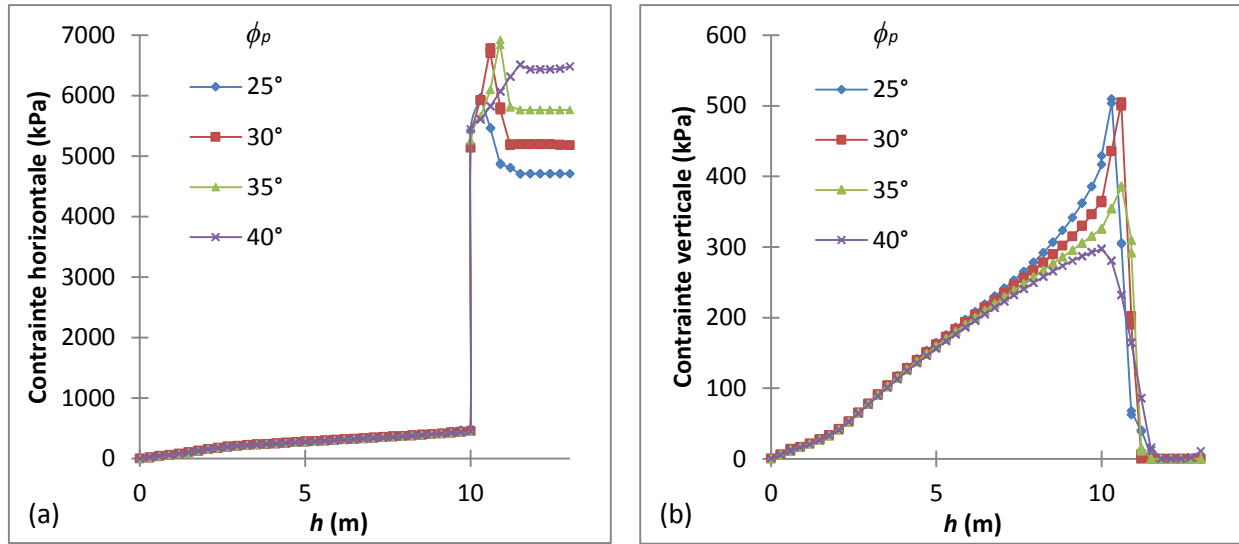 ϕp
25°
30°
35°
40°
Contrainte horizontale (kPa)
7000
6000
5000
4000
3000
2000
1000
0
0 5 10
h (m)
(a)
ϕp
25°
30°
35°
40°
Contrainte verticale (kPa)
600
500
400
300
200
100
0
0 5 10
h (m)
(b)